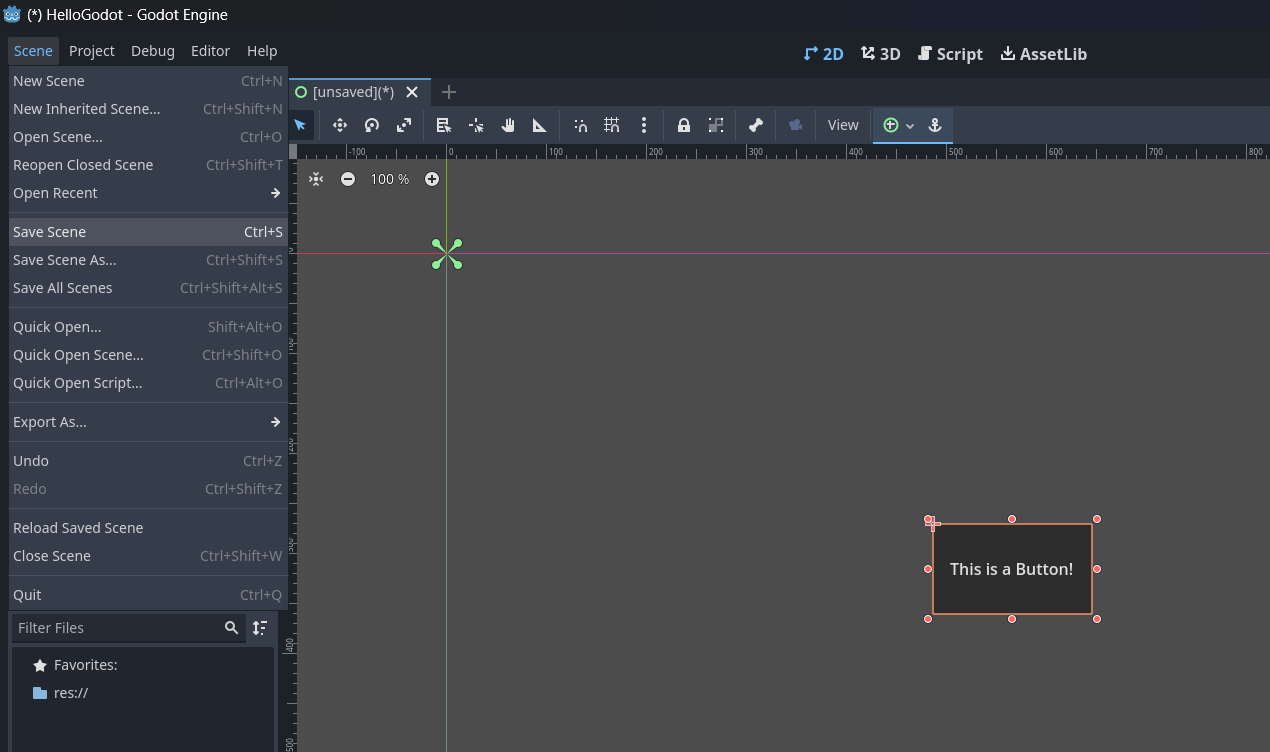 (*) HelloGodot - Godot Engine
Scene Project Debug Editor Help
2D 3D Script AssetLib
New Scene Ctrl+N
New Inherited Scene... Ctrl+Shift+N
Open Scene... Ctrl+O
Reopen Closed Scene Ctrl+Shift+T
Open Recent
Save Scene Ctrl+S
Save Scene As... Ctrl+Shift+S
Save All Scenes Ctrl+Shift+Alt+S
Quick Open... Shift+Alt+O
Quick Open Scene... Ctrl+Shift+O
Quick Open Script... Ctrl+Alt+O
Export As...
Undo Ctrl+Z
Redo Ctrl+Shift+Z
Reload Saved Scene
Close Scene Ctrl+Shift+W
Quit Ctrl+Q
Filter Files
Favorites:
res://
[unsaved](*)
View
-100 0 100 200 300 400 500 600 700 800
100 %
0
100
200
300
400
500
This is a Button!